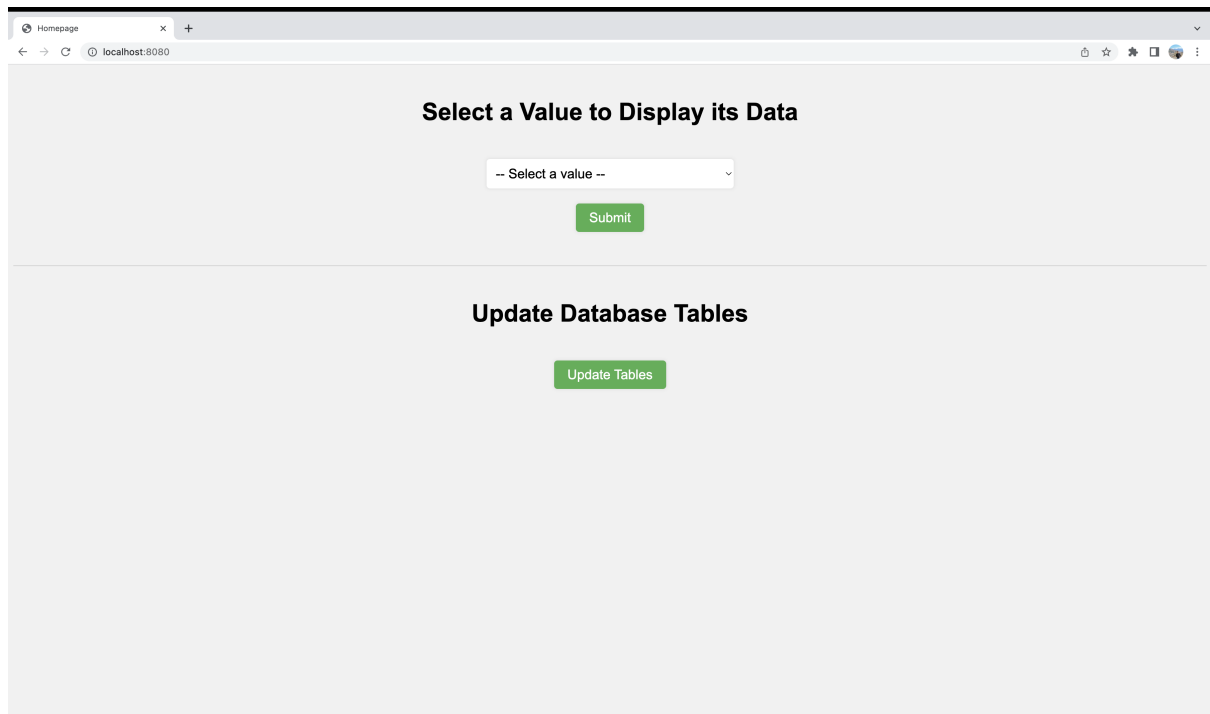 Homepage
localhost:8080
Select a Value to Display its Data
-- Select a value --
Submit
Update Database Tables
Update Tables